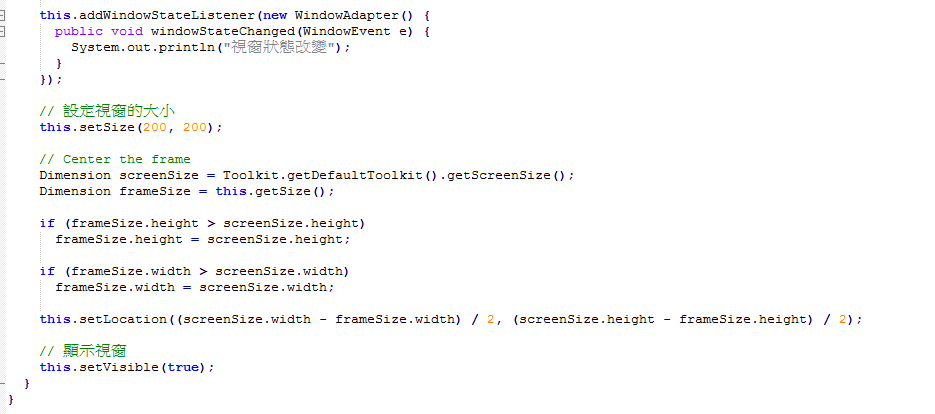 this.addWindowStateListener(new WindowAdapter() {
public void windowStateChanged(WindowEvent e) {
System.out.println("視窗狀態改變");
}
});
// 設定視窗的大小
this.setSize(200, 200);
// Center the frame
Dimension screenSize = Toolkit.getDefaultToolkit().getScreenSize();
Dimension frameSize = this.getSize();
if (frameSize.height > screenSize.height)
frameSize.height = screenSize.height;
if (frameSize.width > screenSize.width)
frameSize.width = screenSize.width;
this.setLocation((screenSize.width - frameSize.width) / 2, (screenSize.height - frameSize.height) / 2);
// 顯示視窗
this.setVisible(true);
}
}